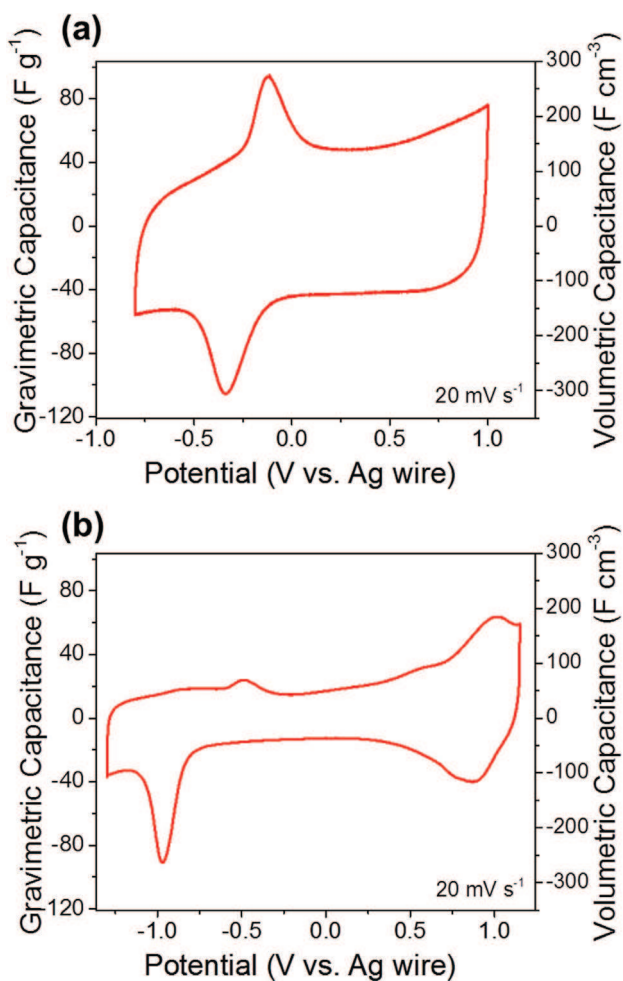 (a)
Gravimetric Capacitance (F g⁻¹)
80
40
0
-40
-80
-120
300
200
100
0
-100
-200
-300
Volumetric Capacitance (F cm⁻³)
20 mV s⁻¹
-1.0 -0.5 0.0 0.5 1.0
Potential (V vs. Ag wire)
(b)
Gravimetric Capacitance (F g⁻¹)
80
40
0
-40
-80
-120
300
200
100
0
-100
-200
-300
Volumetric Capacitance (F cm⁻³)
20 mV s⁻¹
-1.0 -0.5 0.0 0.5 1.0
Potential (V vs. Ag wire)